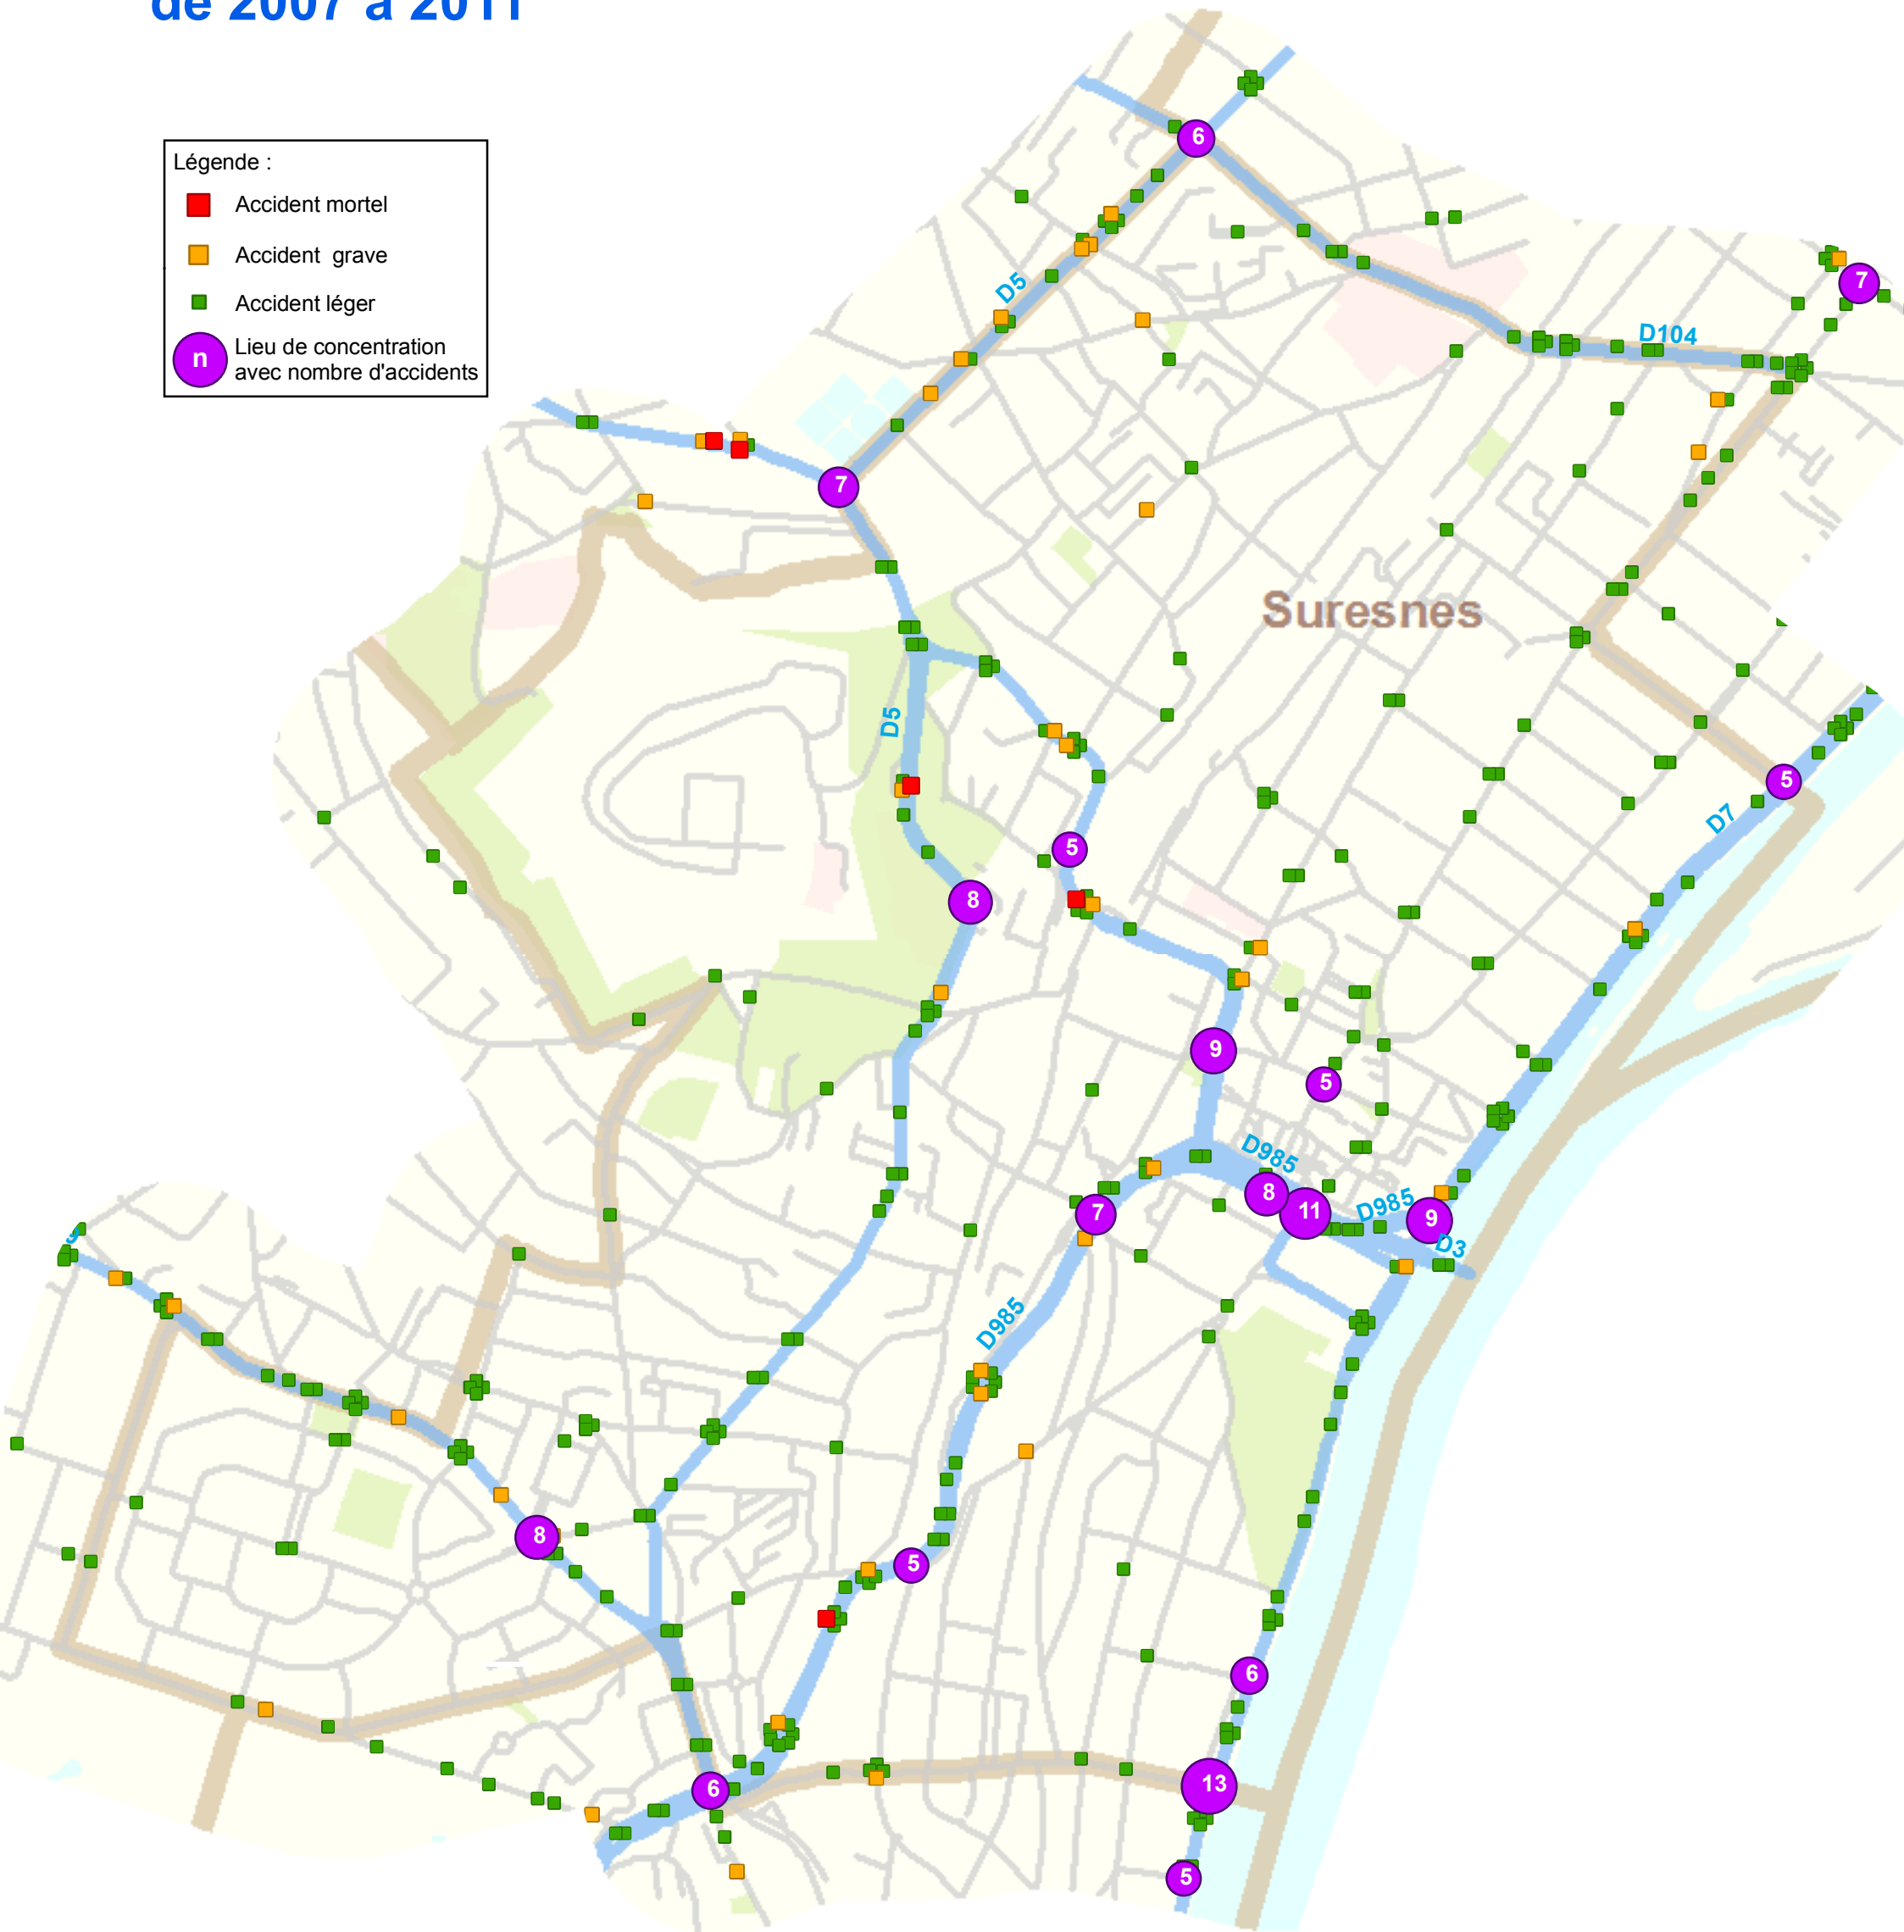 de 2007 à 2011
Légende :
Accident mortel
Accident grave
Accident léger
n
Lieu de concentration
avec nombre d'accidents
6
7
D5
D104
7
Suresnes
D5
5
D7
5
8
9
5
D985
8
11
D985
9
7
D3
D985
8
5
6
13
6
5